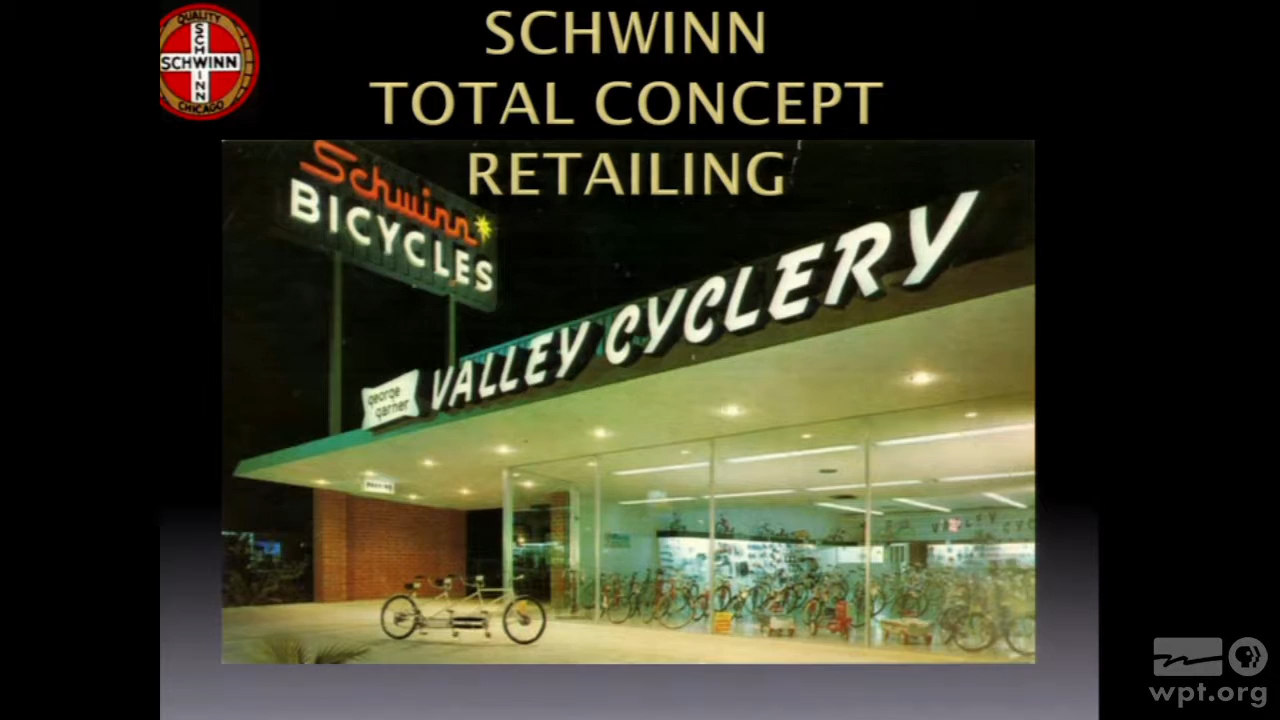 SCHWINN
TOTAL CONCEPT
RETAILING
QUALITY
SCHWINN
SCHWINN
CHICAGO
Schwinn
BICYCLES
george
garner
VALLEY CYCLERY
wpt.org